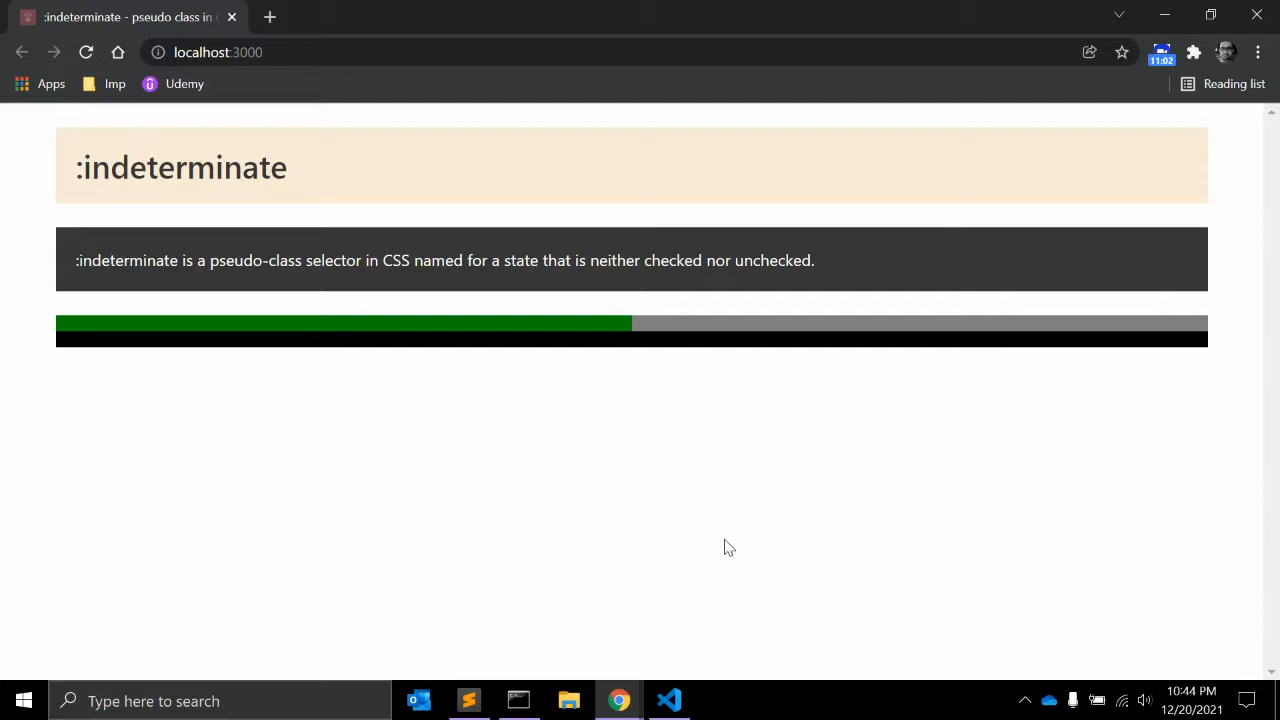 :indeterminate - pseudo class in
localhost:3000
11:02
Apps
Imp
Udemy
Reading list
:indeterminate
:indeterminate is a pseudo-class selector in CSS named for a state that is neither checked nor unchecked.
Type here to search
10:44 PM
12/20/2021